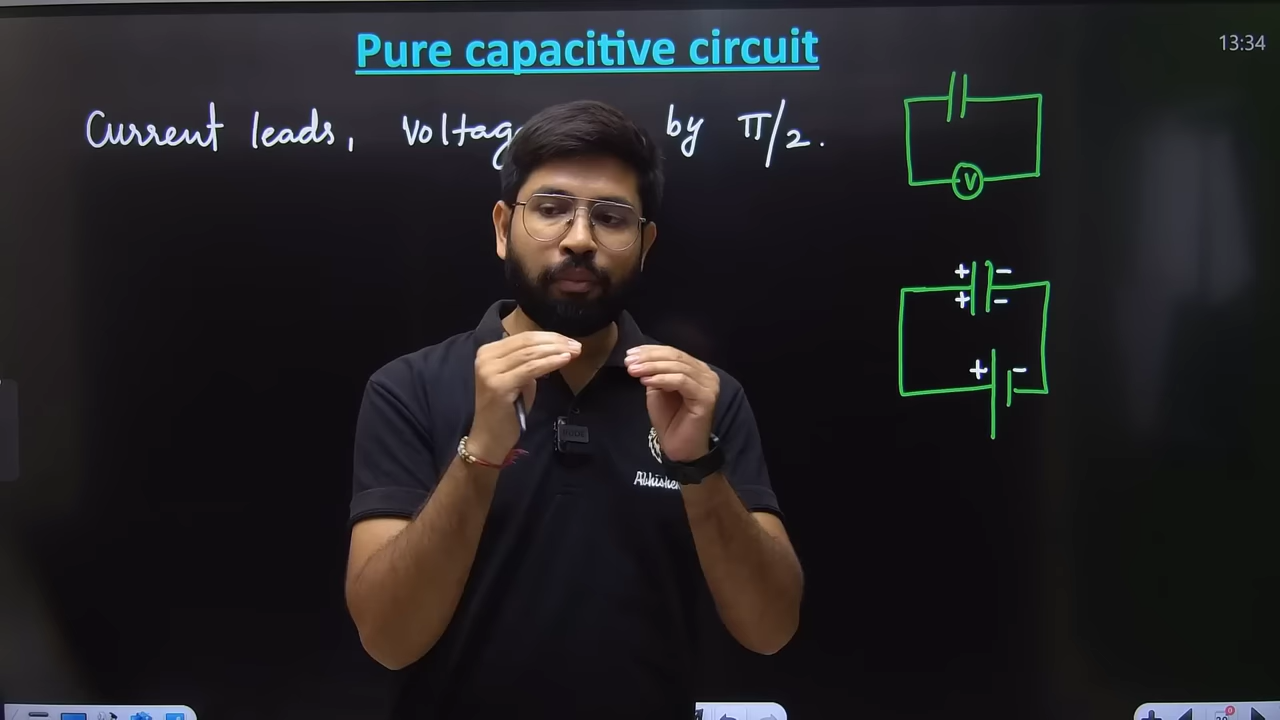 Pure capacitive circuit
13:34
Current leads, voltag by π/2.
V
+ -
+ -
+ -